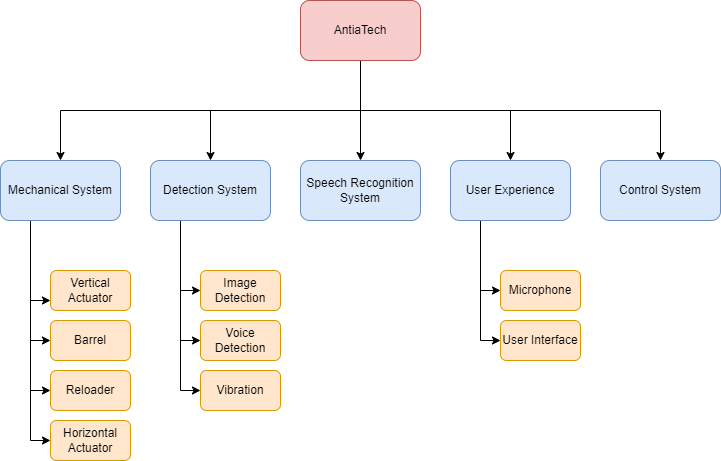 AntiaTech
Mechanical System
Detection System
Speech Recognition
System
User Experience
Control System
Vertical
Actuator
Barrel
Reloader
Horizontal
Actuator
Image
Detection
Voice
Detection
Vibration
Microphone
User Interface